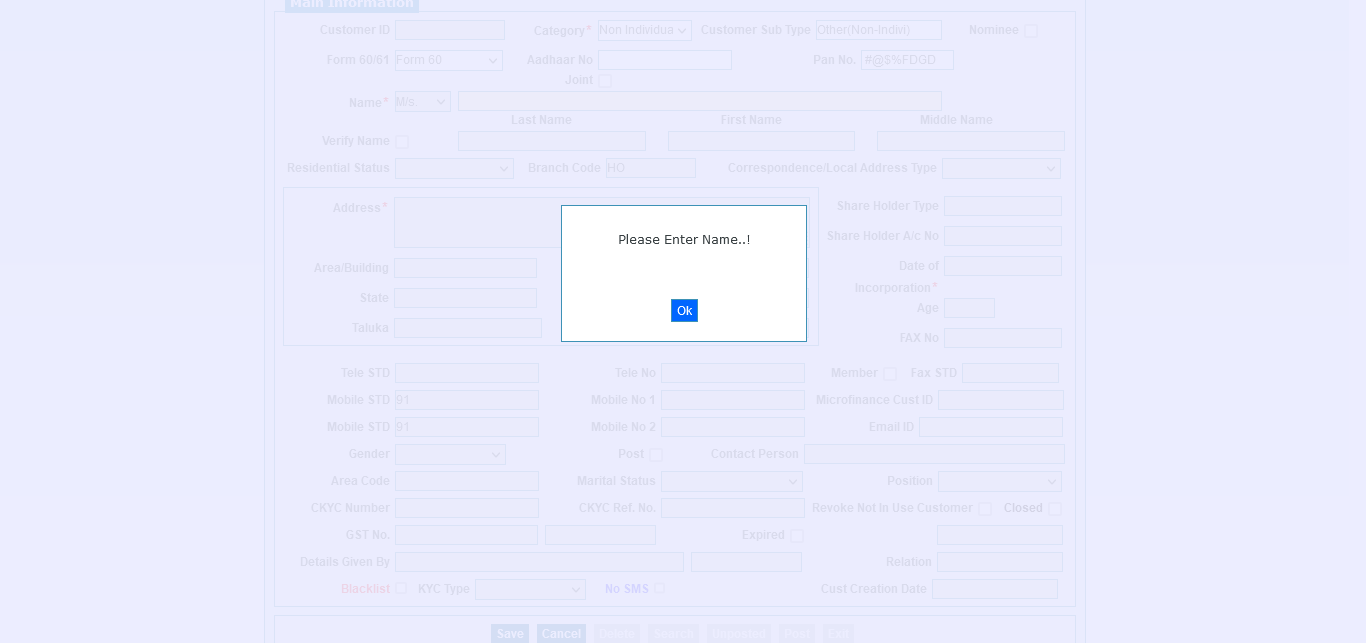 Main Information
Customer ID Category* Non Individua Customer Sub Type Other(Non-Indivi) Nominee
Form 60/61 Form 60 Aadhaar No Pan No. #@$%FDGD
Joint
Name* M/s.
Last Name First Name Middle Name
Verify Name
Residential Status Branch Code HO Correspondence/Local Address Type
Address* Share Holder Type
Please Enter Name..!
Share Holder A/c No
Area/Building Date of
Incorporation*
State
Ok
Age
Taluka
FAX No
Tele STD Tele No Member Fax STD
Mobile STD 91 Mobile No 1 Microfinance Cust ID
Mobile STD 91 Mobile No 2 Email ID
Gender Post Contact Person
Area Code Marital Status Position
CKYC Number CKYC Ref. No. Revoke Not In Use Customer Closed
GST No. Expired
Details Given By Relation
Blacklist KYC Type No SMS Cust Creation Date
Save Cancel Delete Search Unposted Post Exit